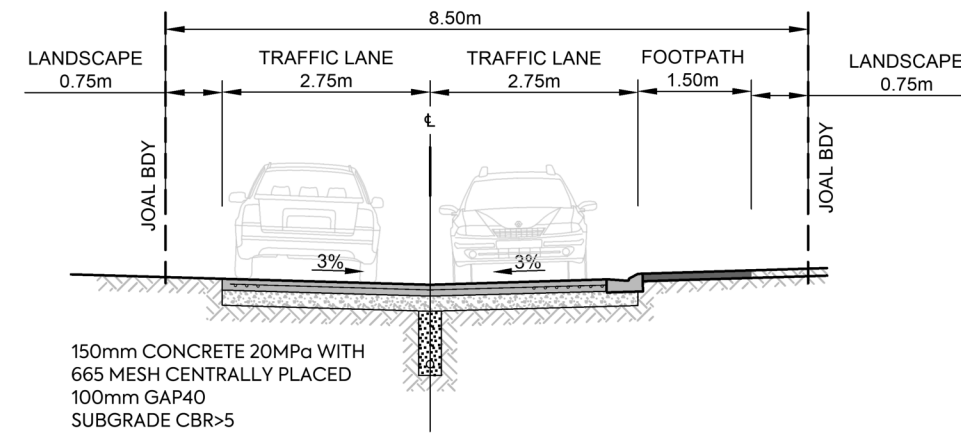 8.50m
LANDSCAPE
0.75m
TRAFFIC LANE
2.75m
TRAFFIC LANE
2.75m
FOOTPATH
1.50m
LANDSCAPE
0.75m
℄
JOAL BDY
JOAL BDY
3%
3%
150mm CONCRETE 20MPa WITH
665 MESH CENTRALLY PLACED
100mm GAP40
SUBGRADE CBR>5